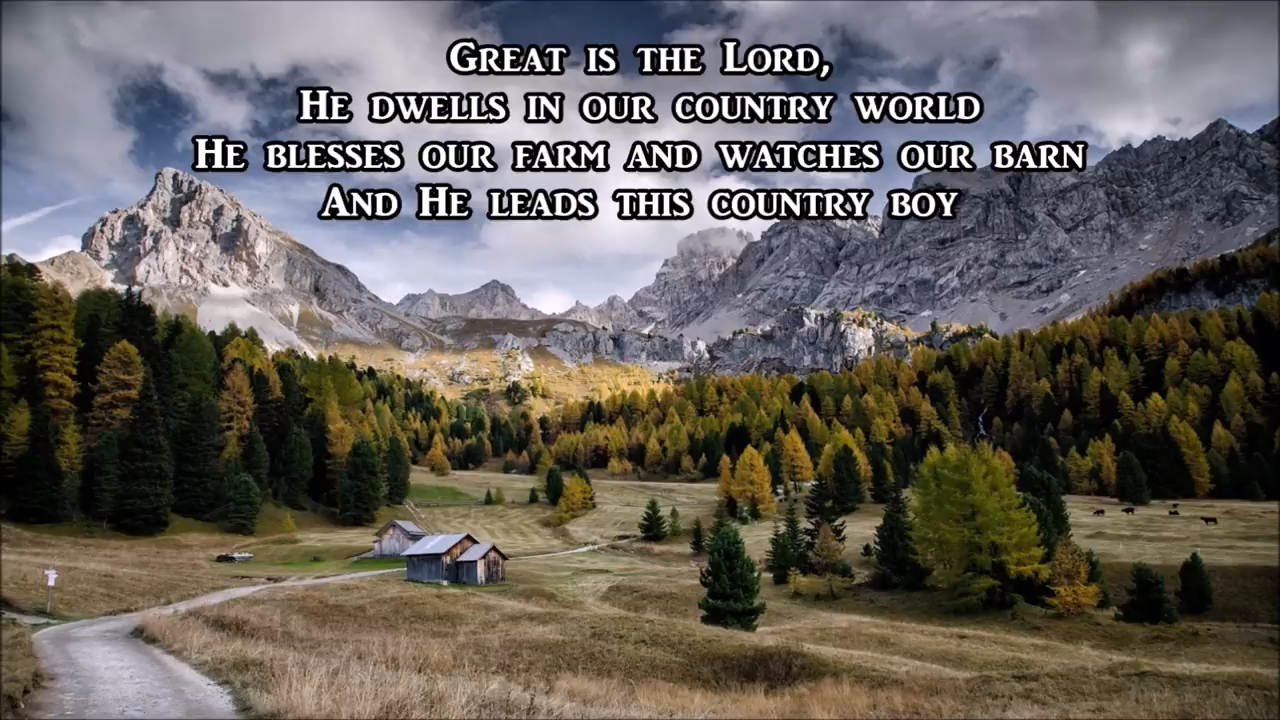 Great is the Lord,
He dwells in our country world
He blesses our farm and watches our barn
And He leads this country boy